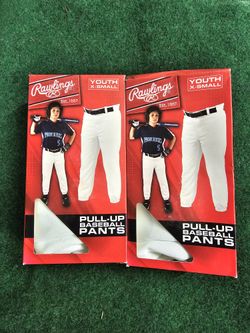 Rawlings
EST. 1887
YOUTH
X-SMALL
PULL-UP
BASEBALL
PANTS
Rawlings
EST. 1887
YOUTH
X-SMALL
PULL-UP
BASEBALL
PANTS